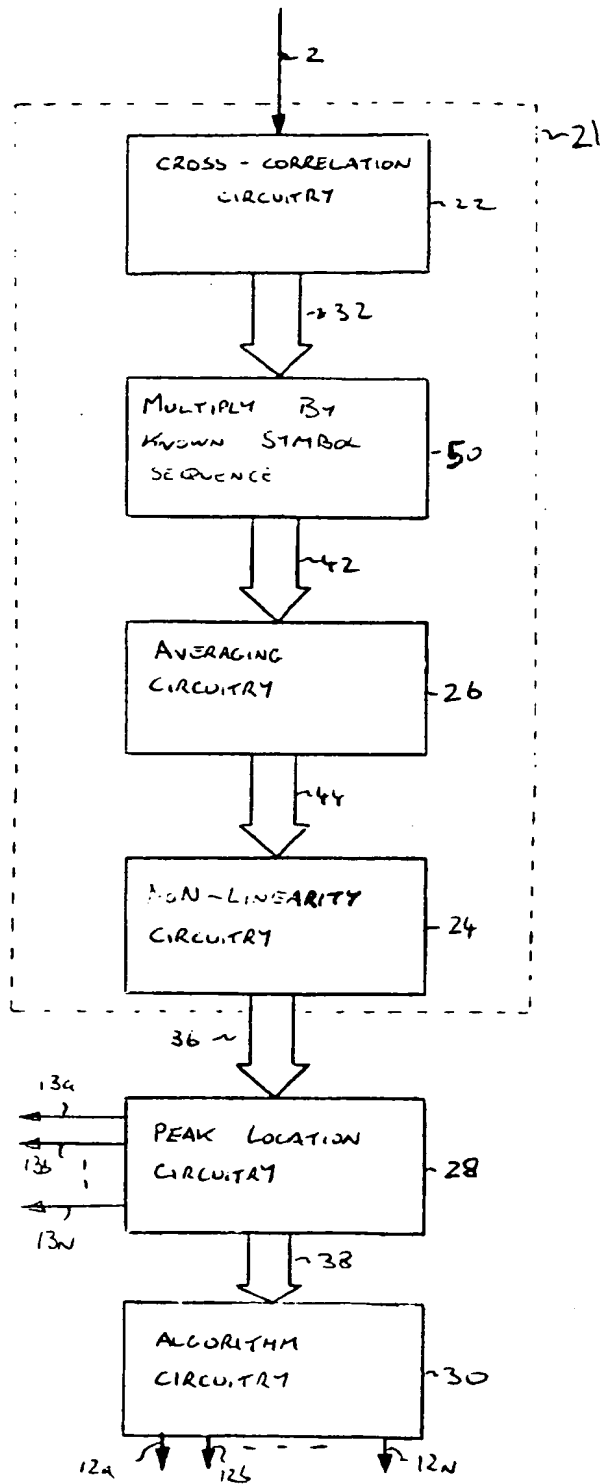 2
21
CROSS-CORRELATION
CIRCUITRY
22
32
MULTIPLY BY
KNOWN SYMBOL
SEQUENCE
50
42
AVERAGING
CIRCUITRY
26
44
NON-LINEARITY
CIRCUITRY
24
36
13a
PEAK LOCATION
CIRCUITRY
13b
28
13N
38
ALGORITHM
CIRCUITRY
30
12a
12b
12N